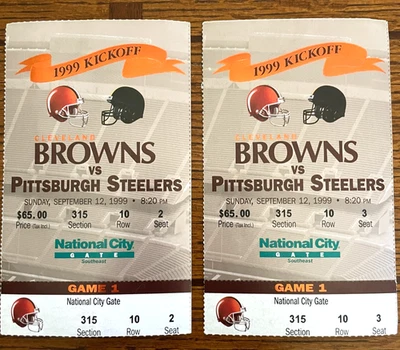 1999 KICKOFF
CLEVELAND
BROWNS
VS
PITTSBURGH STEELERS
SUNDAY, SEPTEMBER 12, 1999 • 8:20 PM
$65.00 315 10 2
Price (Tax Incl.) Section Row Seat
National City
GATE
Southeast
GAME 1
National City Gate
315 10 2
Section Row Seat
1999 KICKOFF
CLEVELAND
BROWNS
VS
PITTSBURGH STEELERS
SUNDAY, SEPTEMBER 12, 1999 • 8:20 PM
$65.00 315 10 3
Price (Tax Incl.) Section Row Seat
National City
GATE
Southeast
GAME 1
National City Gate
315 10 3
Section Row Seat